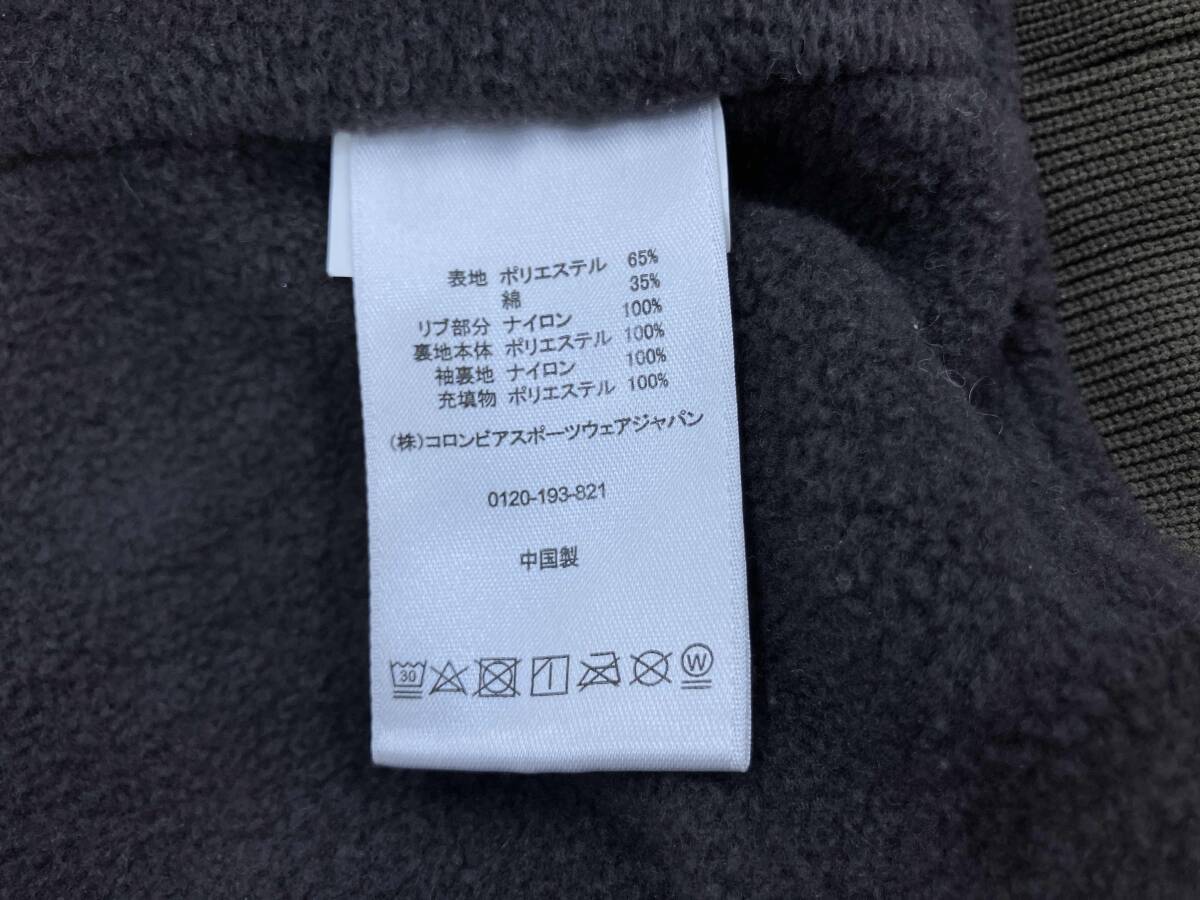 表地 ポリエステル 65%
綿 35%
リブ部分 ナイロン 100%
裏地本体 ポリエステル 100%
袖裏地 ナイロン 100%
充填物 ポリエステル 100%
(株)コロンビアスポーツウェアジャパン
0120-193-821
中国製
30 W